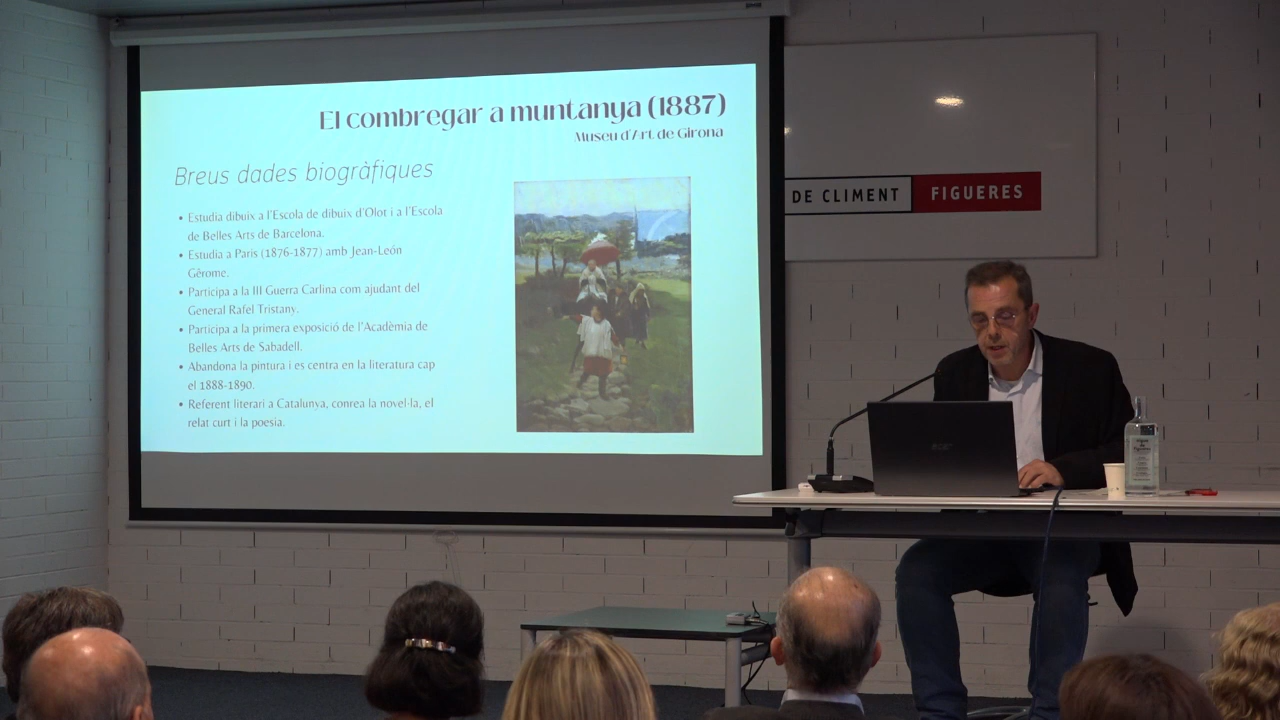 El combregar a muntanya (1887)
Museu d'Art de Girona
Breus dades biogràfiques
• Estudia dibuix a l'Escola de dibuix d'Olot i a l'Escola
de Belles Arts de Barcelona.
• Estudia a París (1876-1877) amb Jean-León
Gérome.
• Participa a la III Guerra Carlina com ajudant del
General Rafel Tristany.
• Participa a la primera exposició de l'Acadèmia de
Belles Arts de Sabadell.
• Abandona la pintura i es centra en la literatura cap
el 1888-1890.
• Referent literari a Catalunya, conrea la novel·la, el
relat curt i la poesia.
DE CLIMENT FIGUERES
acer